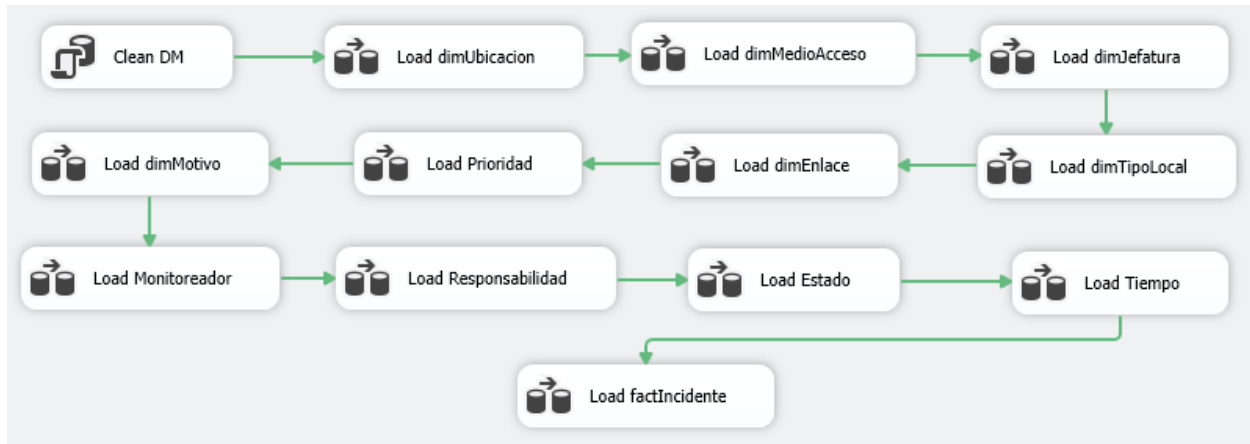 Clean DM
Load dimUbicacion
Load dimMedioAcceso
Load dimJefatura
Load dimMotivo
Load Prioridad
Load dimEnlace
Load dimTipoLocal
Load Monitoreador
Load Responsabilidad
Load Estado
Load Tiempo
Load factIncidente